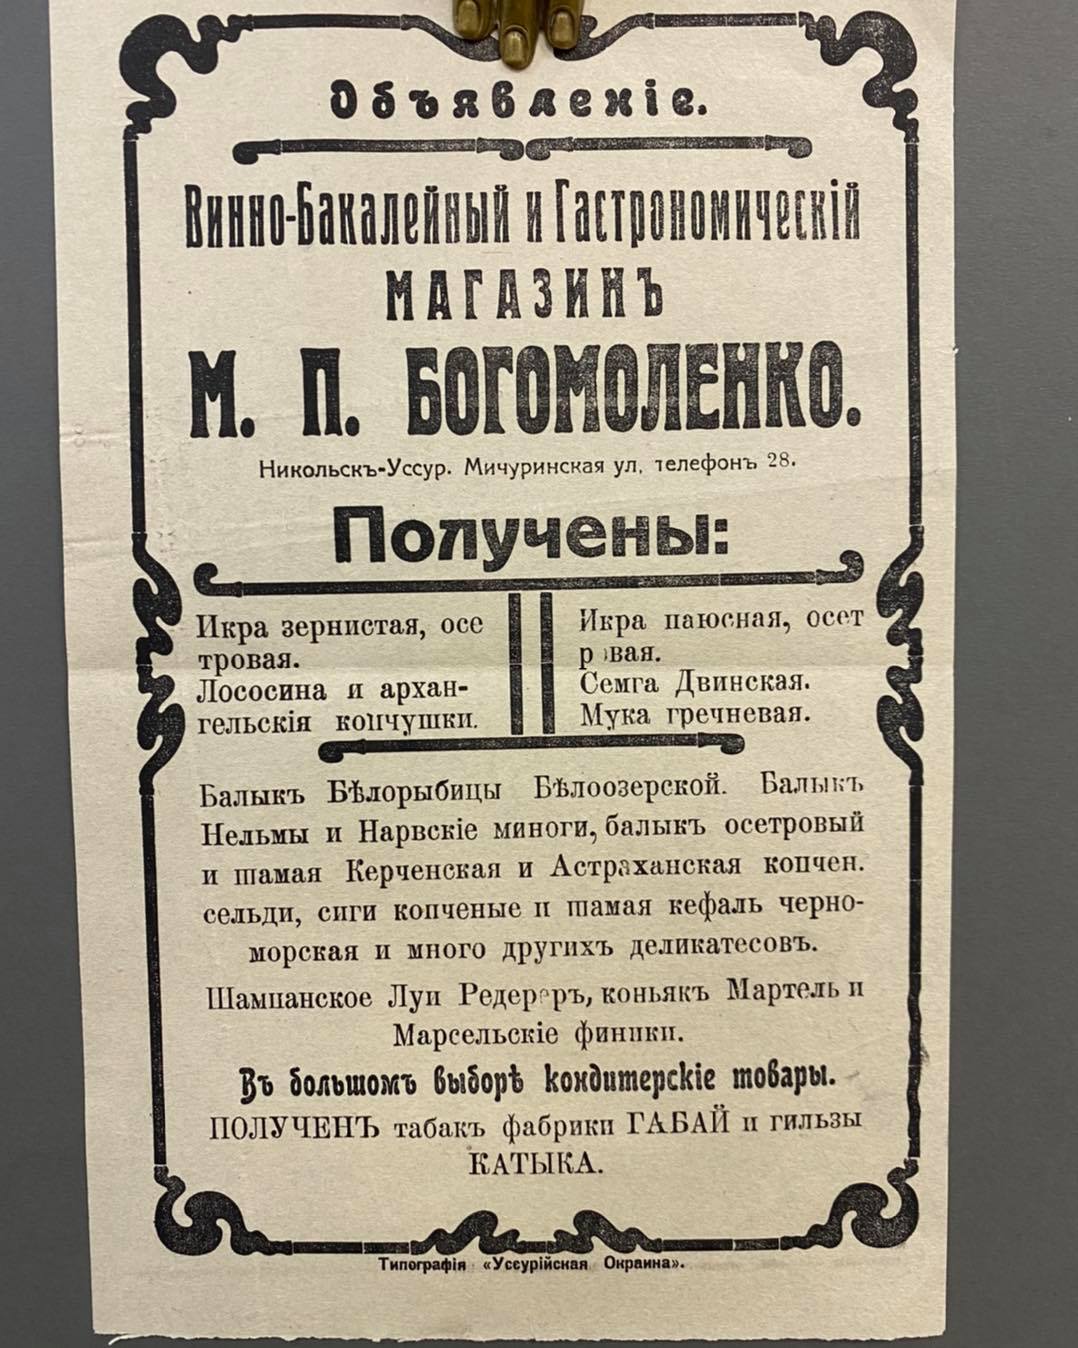 Объявленіе.
Винно-Бакалейный и Гастрономическій
МАГАЗИНЪ
М. П. БОГОМОЛЕНКО.
Никольскъ-Уссур. Мичуринская ул, телефонъ 28.
Получены:
Икра зернистая, осе
тровая.
Лососина и архан-
гельскія копчушки.
Икра паюсная, осет
р вая.
Семга Двинская.
Мука гречневая.
Балыкъ Бѣлорыбицы Бѣлоозерской. Балыкъ
Нельмы и Нарвскіе миноги, балыкъ осетровый
и шамая Керченская и Астраханская копчен.
сельди, сиги копченые и шамая кефаль черно-
морская и много другихъ деликатесовъ.
Шампанское Луи Редереръ, коньякъ Мартель и
Марсельскіе финики.
Въ большомъ выборѣ кондитерскіе товары.
ПОЛУЧЕНЪ табакъ фабрики ГАБАЙ и гильзы
КАТЫКА.
Типографія «Уссурійская Окраина».